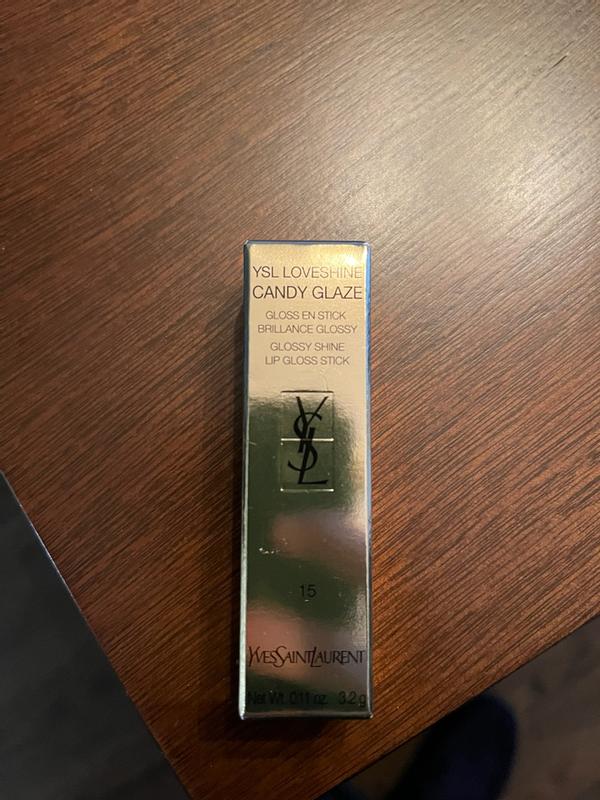 YSL LOVESHINE
CANDY GLAZE
GLOSS EN STICK
BRILLANCE GLOSSY
GLOSSY SHINE
LIP GLOSS STICK
YSL
15
YVESSAINTLAURENT
Net Wt. 0.11 oz. 3.2 g